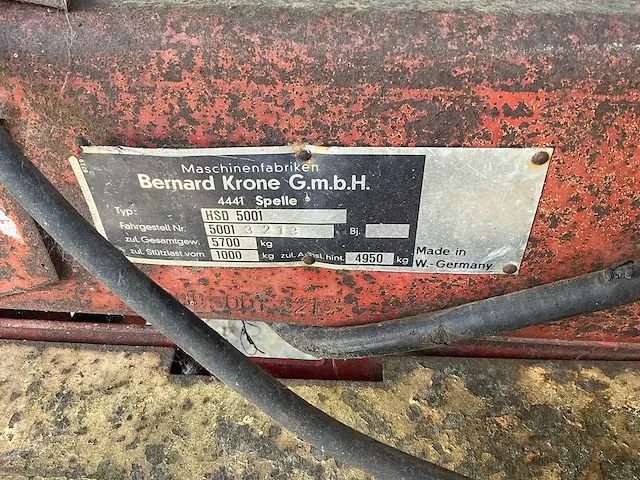 Maschinenfabriken
Bernard Krone G.m.b.H.
4441 Spelle
Typ: HSD 5001
Fahrgestell Nr. 5001 3213 Bj.
zul. Gesamtgew. 5700 kg
zul. Stützlast vorn 1000 kg zul. Achsl. hint. 4950 kg
Made in
W.-Germany